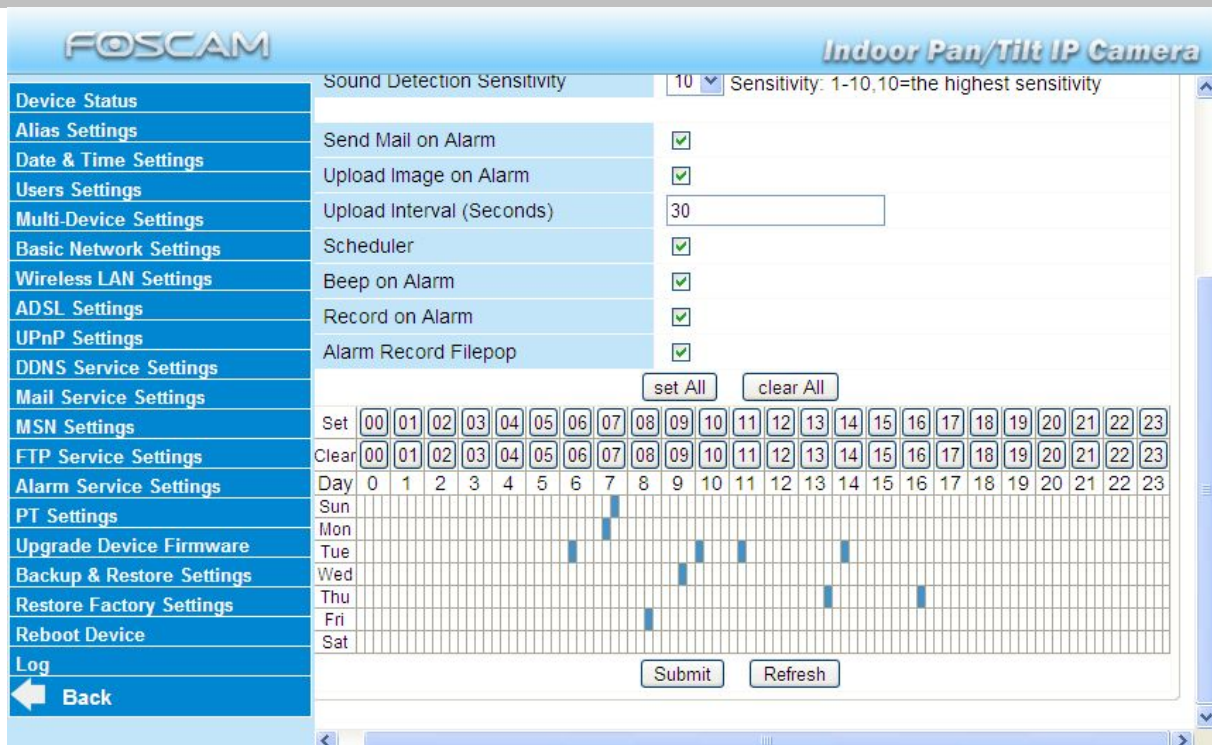 FOSCAM
Indoor Pan/Tilt IP Camera
Device Status
Alias Settings
Date & Time Settings
Users Settings
Multi-Device Settings
Basic Network Settings
Wireless LAN Settings
ADSL Settings
UPnP Settings
DDNS Service Settings
Mail Service Settings
MSN Settings
FTP Service Settings
Alarm Service Settings
PT Settings
Upgrade Device Firmware
Backup & Restore Settings
Restore Factory Settings
Reboot Device
Log
Back
Sound Detection Sensitivity 10 Sensitivity: 1-10,10=the highest sensitivity
Send Mail on Alarm
Upload Image on Alarm
Upload Interval (Seconds) 30
Scheduler
Beep on Alarm
Record on Alarm
Alarm Record Filepop
set All clear All
Set 00 01 02 03 04 05 06 07 08 09 10 11 12 13 14 15 16 17 18 19 20 21 22 23
Clear 00 01 02 03 04 05 06 07 08 09 10 11 12 13 14 15 16 17 18 19 20 21 22 23
Day 0 1 2 3 4 5 6 7 8 9 10 11 12 13 14 15 16 17 18 19 20 21 22 23
Sun
Mon
Tue
Wed
Thu
Fri
Sat
Submit Refresh